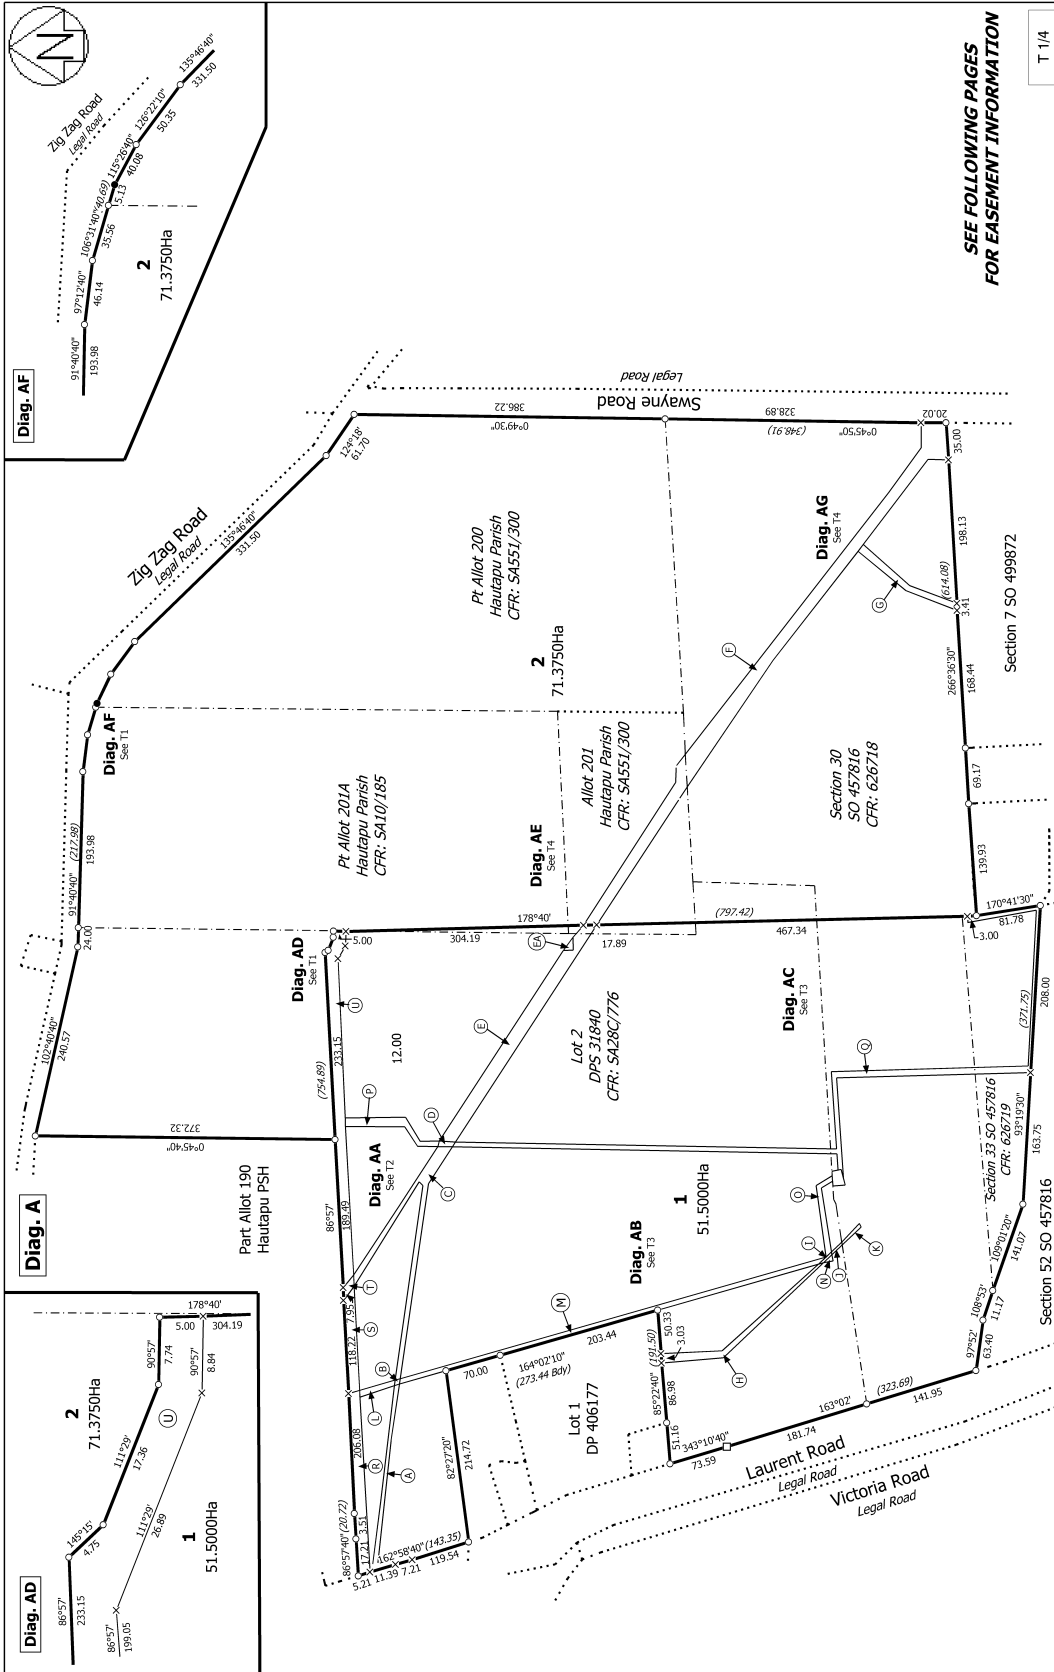 Diag. AF
91°40'40"
193.98
97°12'40"
46.14
106°31'40"
(40.69)
35.56
5.13
115°26'40"
40.08
126°22'10"
50.35
135°46'40"
331.50
Zig Zag Road
Legal Road
2
71.3750Ha
N
Diag. AD
86°57'
233.15
145°15'
4.75
111°29'
17.36
90°57'
7.74
5.00
178°40'
304.19
90°57'
8.84
111°29'
26.89
86°57'
199.05
U
2
71.3750Ha
1
51.5000Ha
Diag. A
Part Allot 190
Hautapu PSH
0°45'40"
372.32
102°40'40"
240.57
24.00
91°40'40"
(217.98)
193.98
Diag. AF
See T1
Zig Zag Road
Legal Road
135°46'40"
331.50
124°18'
61.70
0°49'30"
386.22
Swayne Road
Legal Road
0°45'50"
(348.91)
328.89
20.02
35.00
198.13
(614.08)
3.41
266°36'30"
168.44
69.17
139.93
170°41'30"
81.78
3.00
208.00
(371.75)
93°19'30"
163.75
109°01'20"
141.07
108°53'
11.17
97°52'
63.40
(323.69)
141.95
163°02'
181.74
343°10'40"
73.59
51.16
85°22'40"
(191.50)
86.98
3.03
50.33
203.44
164°02'10"
(273.44 Bdy)
70.00
82°27'20"
214.72
162°58'40"
(143.35)
119.54
7.21
11.39
5.21
86°57'40"
(20.72)
17.21
3.51
206.08
118.22
7.95
86°57'
189.49
(754.89)
233.15
12.00
5.00
178°40'
304.19
17.89
(797.42)
467.34
Pt Allot 201A
Hautapu Parish
CFR: SA10/185
Pt Allot 200
Hautapu Parish
CFR: SA551/300
2
71.3750Ha
Allot 201
Hautapu Parish
CFR: SA551/300
Section 30
SO 457816
CFR: 626718
Lot 2
DPS 31840
CFR: SA28C/776
1
51.5000Ha
Section 33 SO 457816
CFR: 626719
Section 7 SO 499872
Section 52 SO 457816
Lot 1
DP 406177
Laurent Road
Legal Road
Victoria Road
Legal Road
Diag. AD
See T1
Diag. AE
See T4
Diag. AG
See T4
Diag. AA
See T2
Diag. AB
See T3
Diag. AC
See T3
A
B
C
D
E
EA
F
G
H
I
J
K
L
M
N
O
P
Q
R
S
T
U
SEE FOLLOWING PAGES
FOR EASEMENT INFORMATION
T 1/4